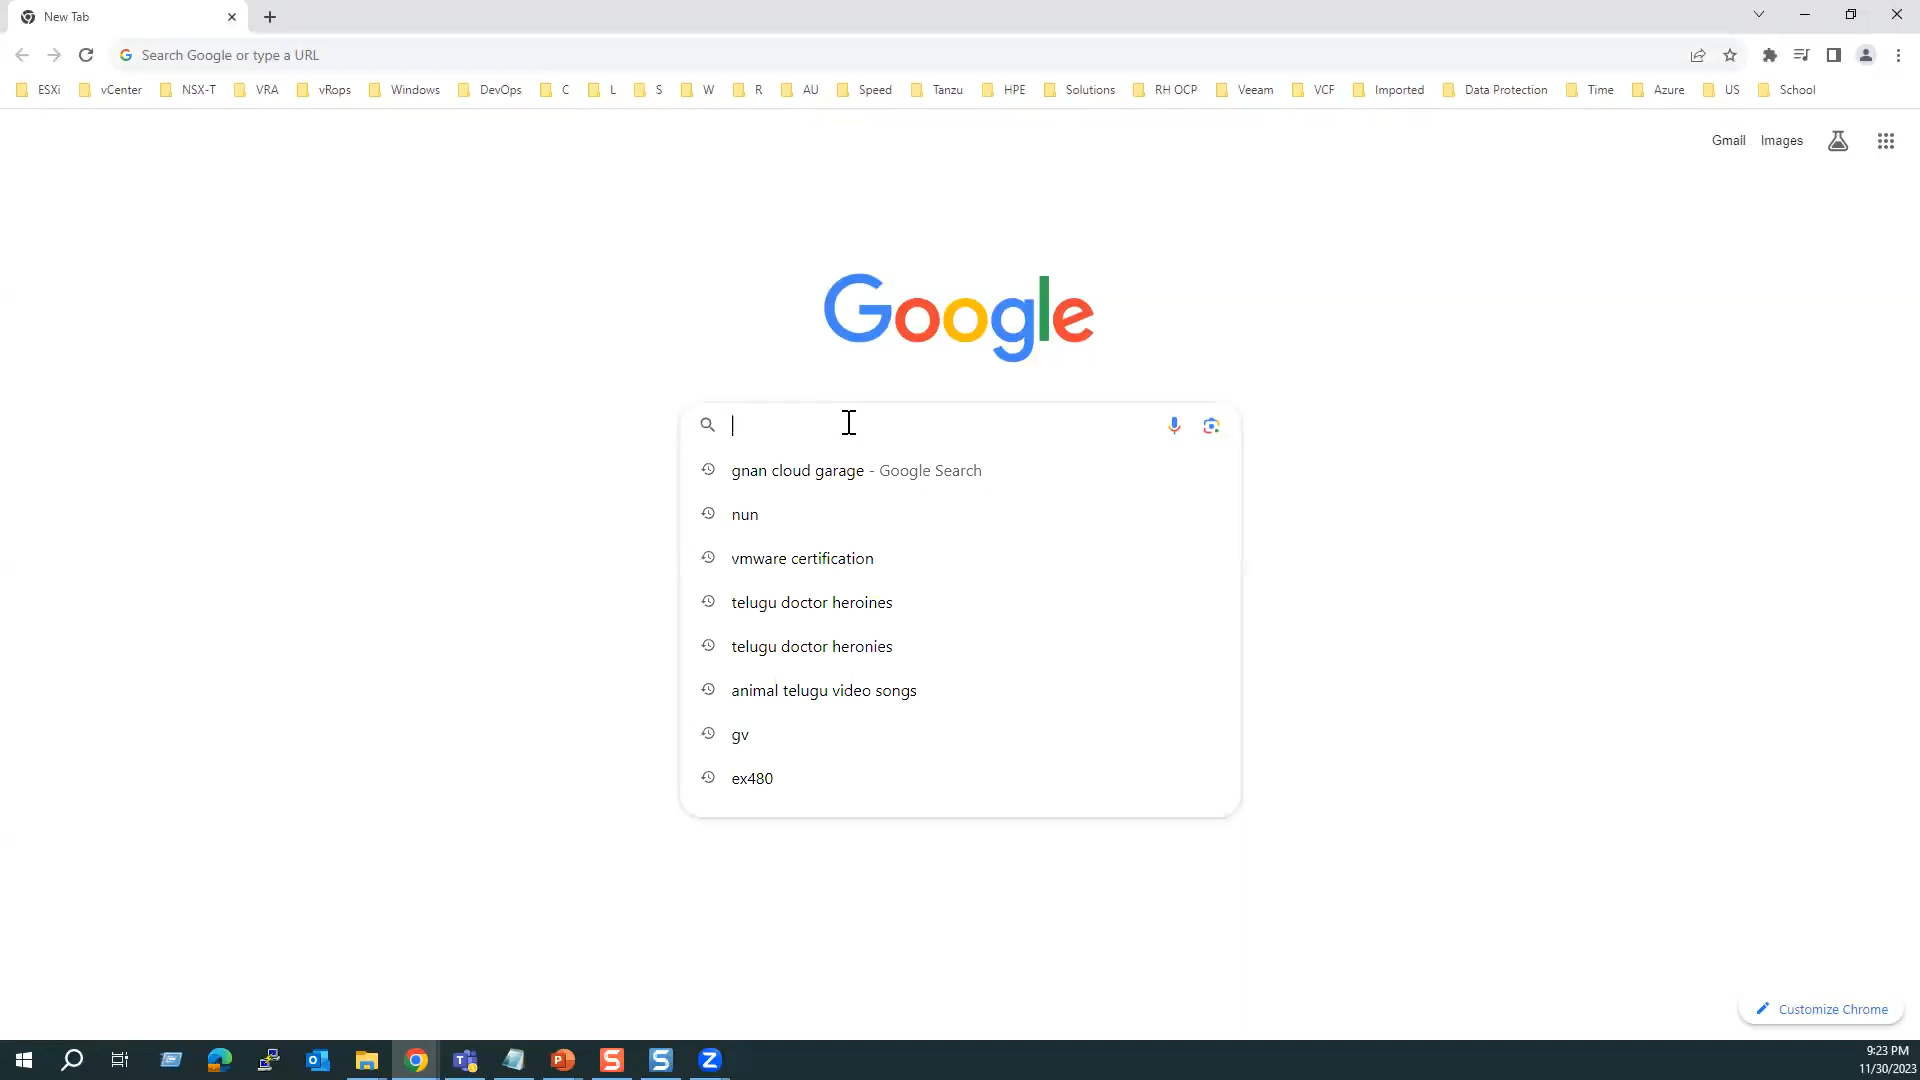 New Tab
Search Google or type a URL
ESXi vCenter NSX-T VRA vRops Windows DevOps C L S W R AU Speed Tanzu HPE Solutions RH OCP Veeam VCF Imported Data Protection Time Azure US School
Gmail Images
Google
gnan cloud garage - Google Search
nun
vmware certification
telugu doctor heroines
telugu doctor heronies
animal telugu video songs
gv
ex480
Customize Chrome
9:23 PM
11/30/2023